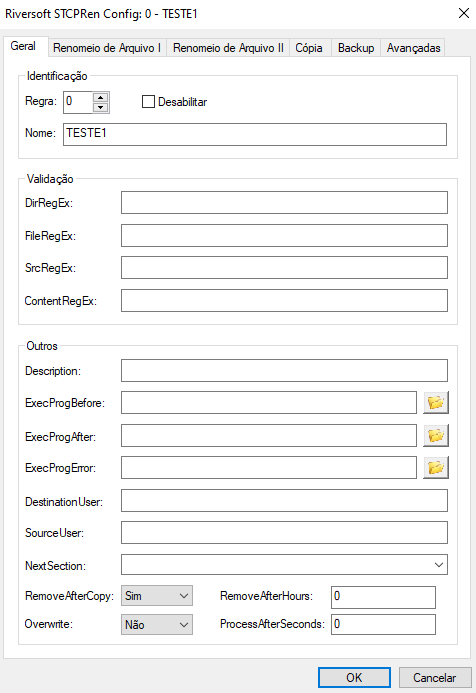 Riversoft STCPRen Config: 0 - TESTE1
Geral Renomeio de Arquivo I Renomeio de Arquivo II Cópia Backup Avançadas
Identificação
Regra: 0 Desabilitar
Nome: TESTE1
Validação
DirRegEx:
FileRegEx:
SrcRegEx:
ContentRegEx:
Outros
Description:
ExecProgBefore:
ExecProgAfter:
ExecProgError:
DestinationUser:
SourceUser:
NextSection:
RemoveAfterCopy: Sim RemoveAfterHours: 0
Overwrite: Não ProcessAfterSeconds: 0
OK Cancelar